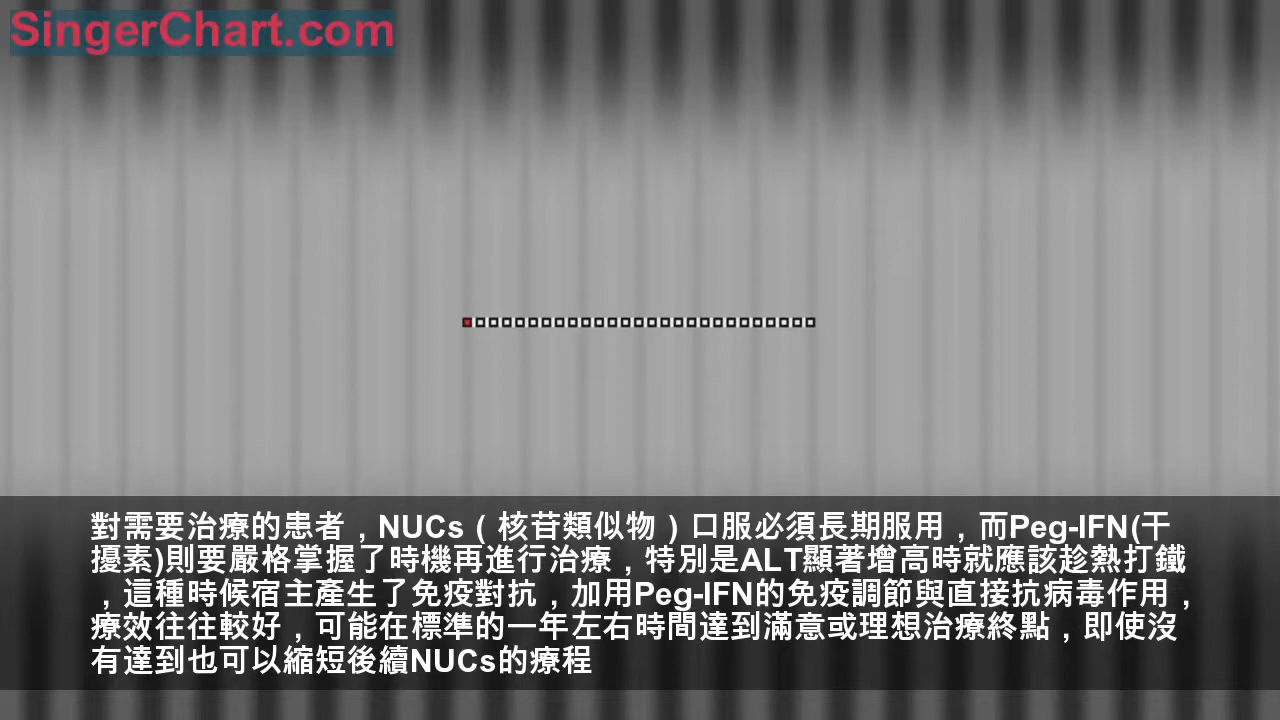 SingerChart.com
對需要治療的患者，NUCs（核苷類似物）口服必須長期服用，而Peg-IFN(干
擾素)則要嚴格掌握了時機再進行治療，特別是ALT顯著增高時就應該趁熱打鐵
，這種時候宿主產生了免疫對抗，加用Peg-IFN的免疫調節與直接抗病毒作用，
療效往往較好，可能在標準的一年左右時間達到滿意或理想治療終點，即使沒
有達到也可以縮短後續NUCs的療程